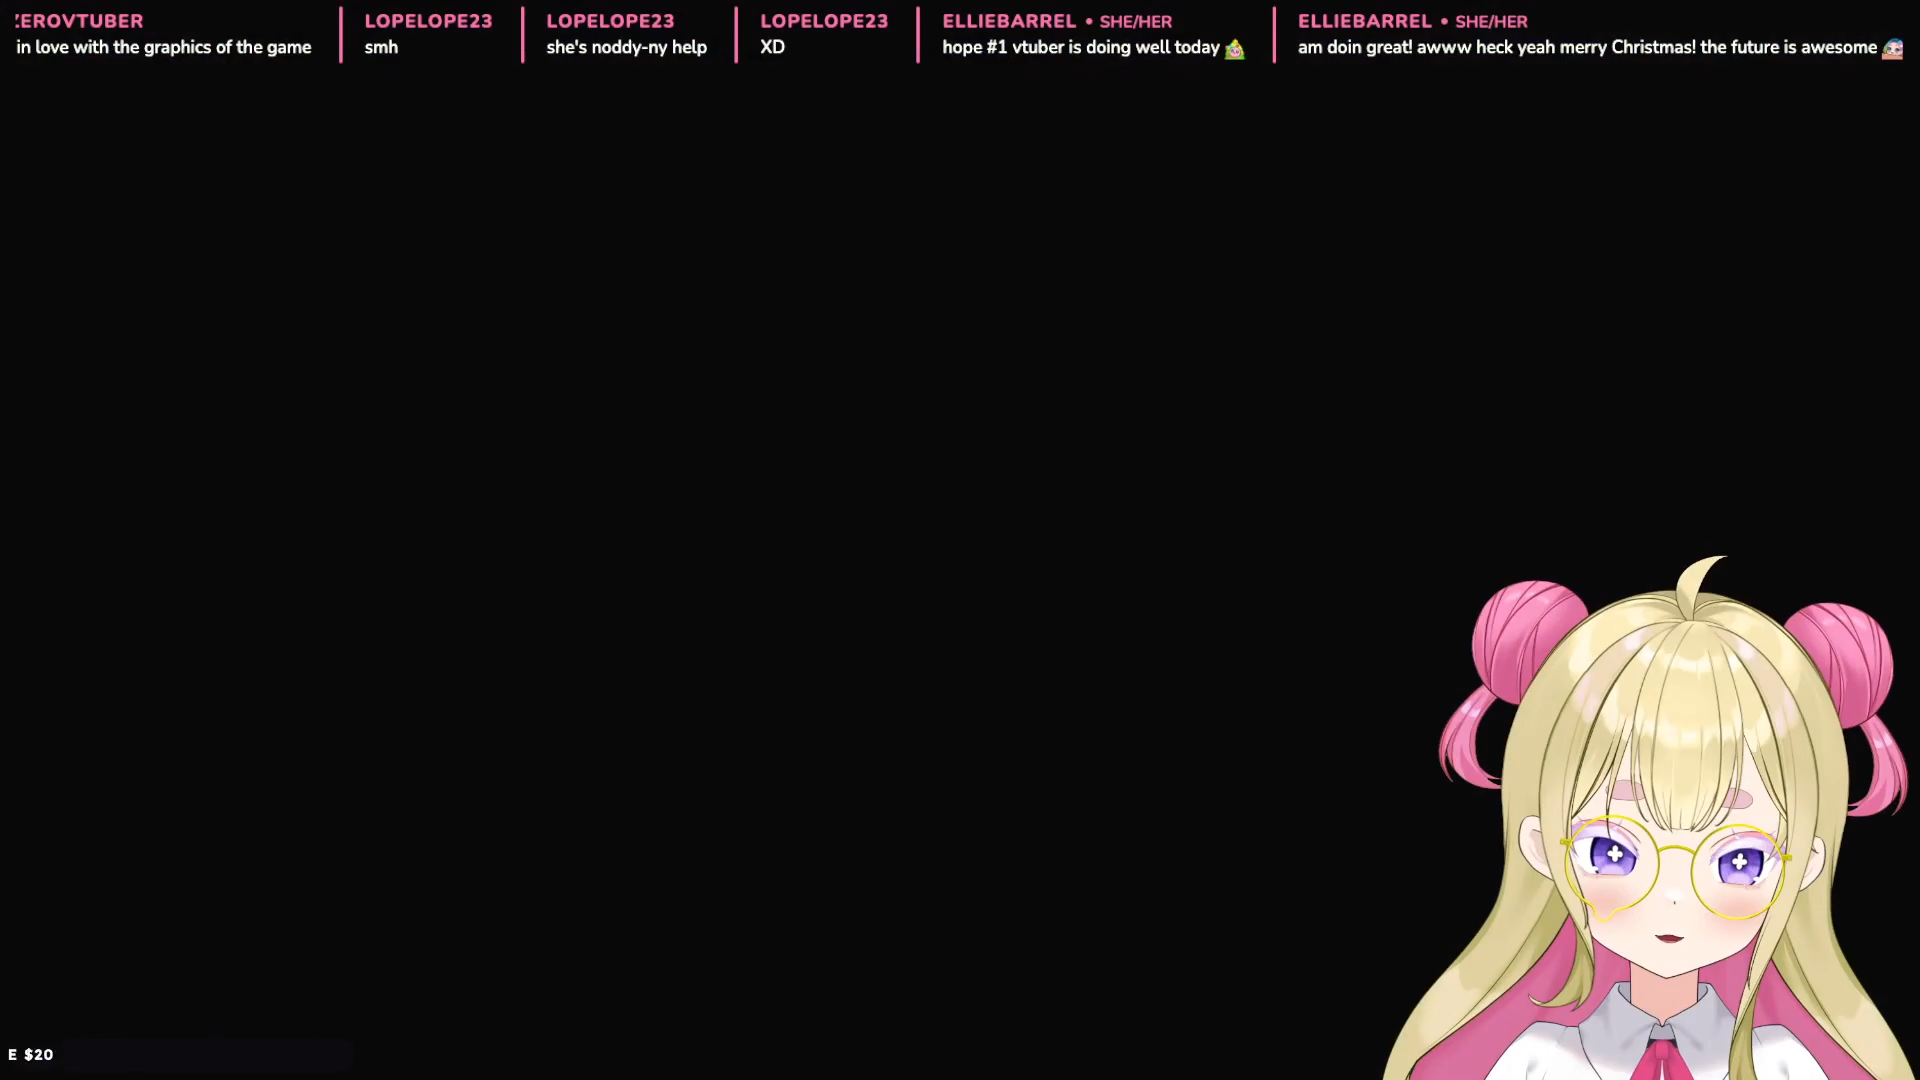 :EROVTUBER
in love with the graphics of the game
LOPELOPE23
smh
LOPELOPE23
she's noddy-ny help
LOPELOPE23
XD
ELLIEBARREL • SHE/HER
hope #1 vtuber is doing well today
ELLIEBARREL • SHE/HER
am doin great! awww heck yeah merry Christmas! the future is awesome
E $20